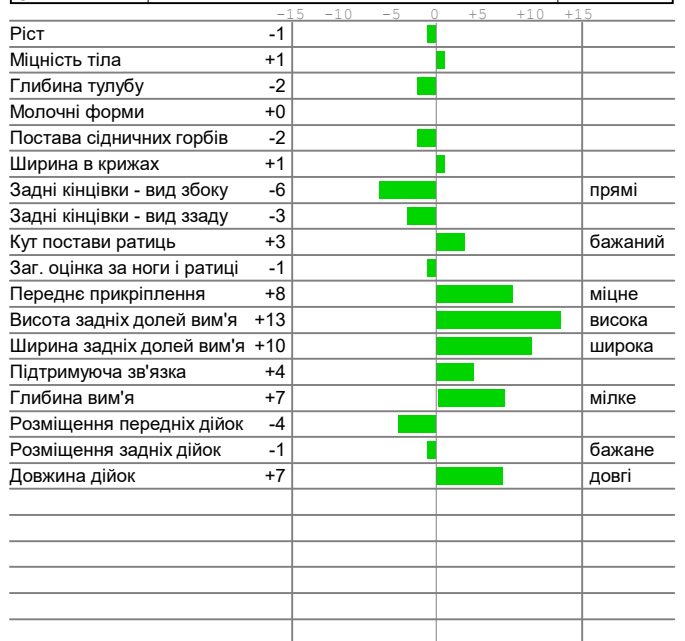 -15 -10 -5 0 +5 +10 +15
Ріст -1
Міцність тіла +1
Глибина тулубу -2
Молочні форми +0
Постава сідничних горбів -2
Ширина в крижах +1
Задні кінцівки - вид збоку -6 прямі
Задні кінцівки - вид ззаду -3
Кут постави ратиць +3 бажаний
Заг. оцінка за ноги і ратиці -1
Переднє прикріплення +8 міцне
Висота задніх долей вим'я +13 висока
Ширина задніх долей вим'я +10 широка
Підтримуюча зв'язка +4
Глибина вим'я +7 мілке
Розміщення передніх дійок -4
Розміщення задніх дійок -1 бажане
Довжина дійок +7 довгі